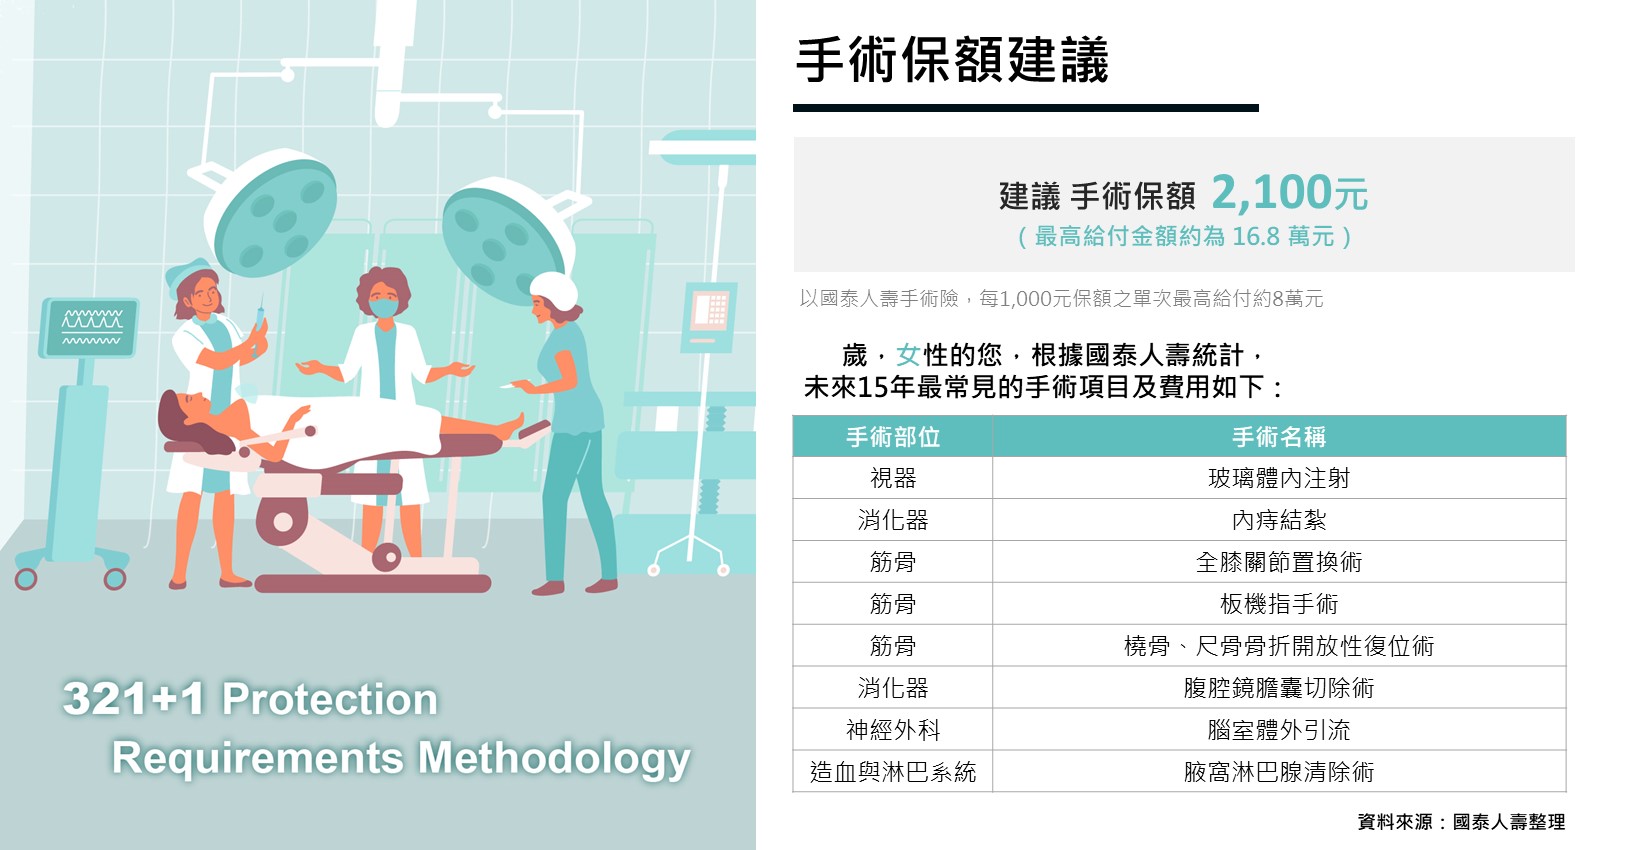 手術保額建議
建議 手術保額 2,100元
( 最高給付金額約為 16.8 萬元 )
以國泰人壽手術險，每1,000元保額之單次最高給付約8萬元
歲，女性的您，根據國泰人壽統計，
未來15年最常見的手術項目及費用如下：
手術部位 手術名稱
視器 玻璃體內注射
消化器 內痔結紮
筋骨 全膝關節置換術
筋骨 板機指手術
筋骨 橈骨、尺骨骨折開放性復位術
消化器 腹腔鏡膽囊切除術
神經外科 腦室體外引流
造血與淋巴系統 腋窩淋巴腺清除術
資料來源：國泰人壽整理
321+1 Protection
Requirements Methodology